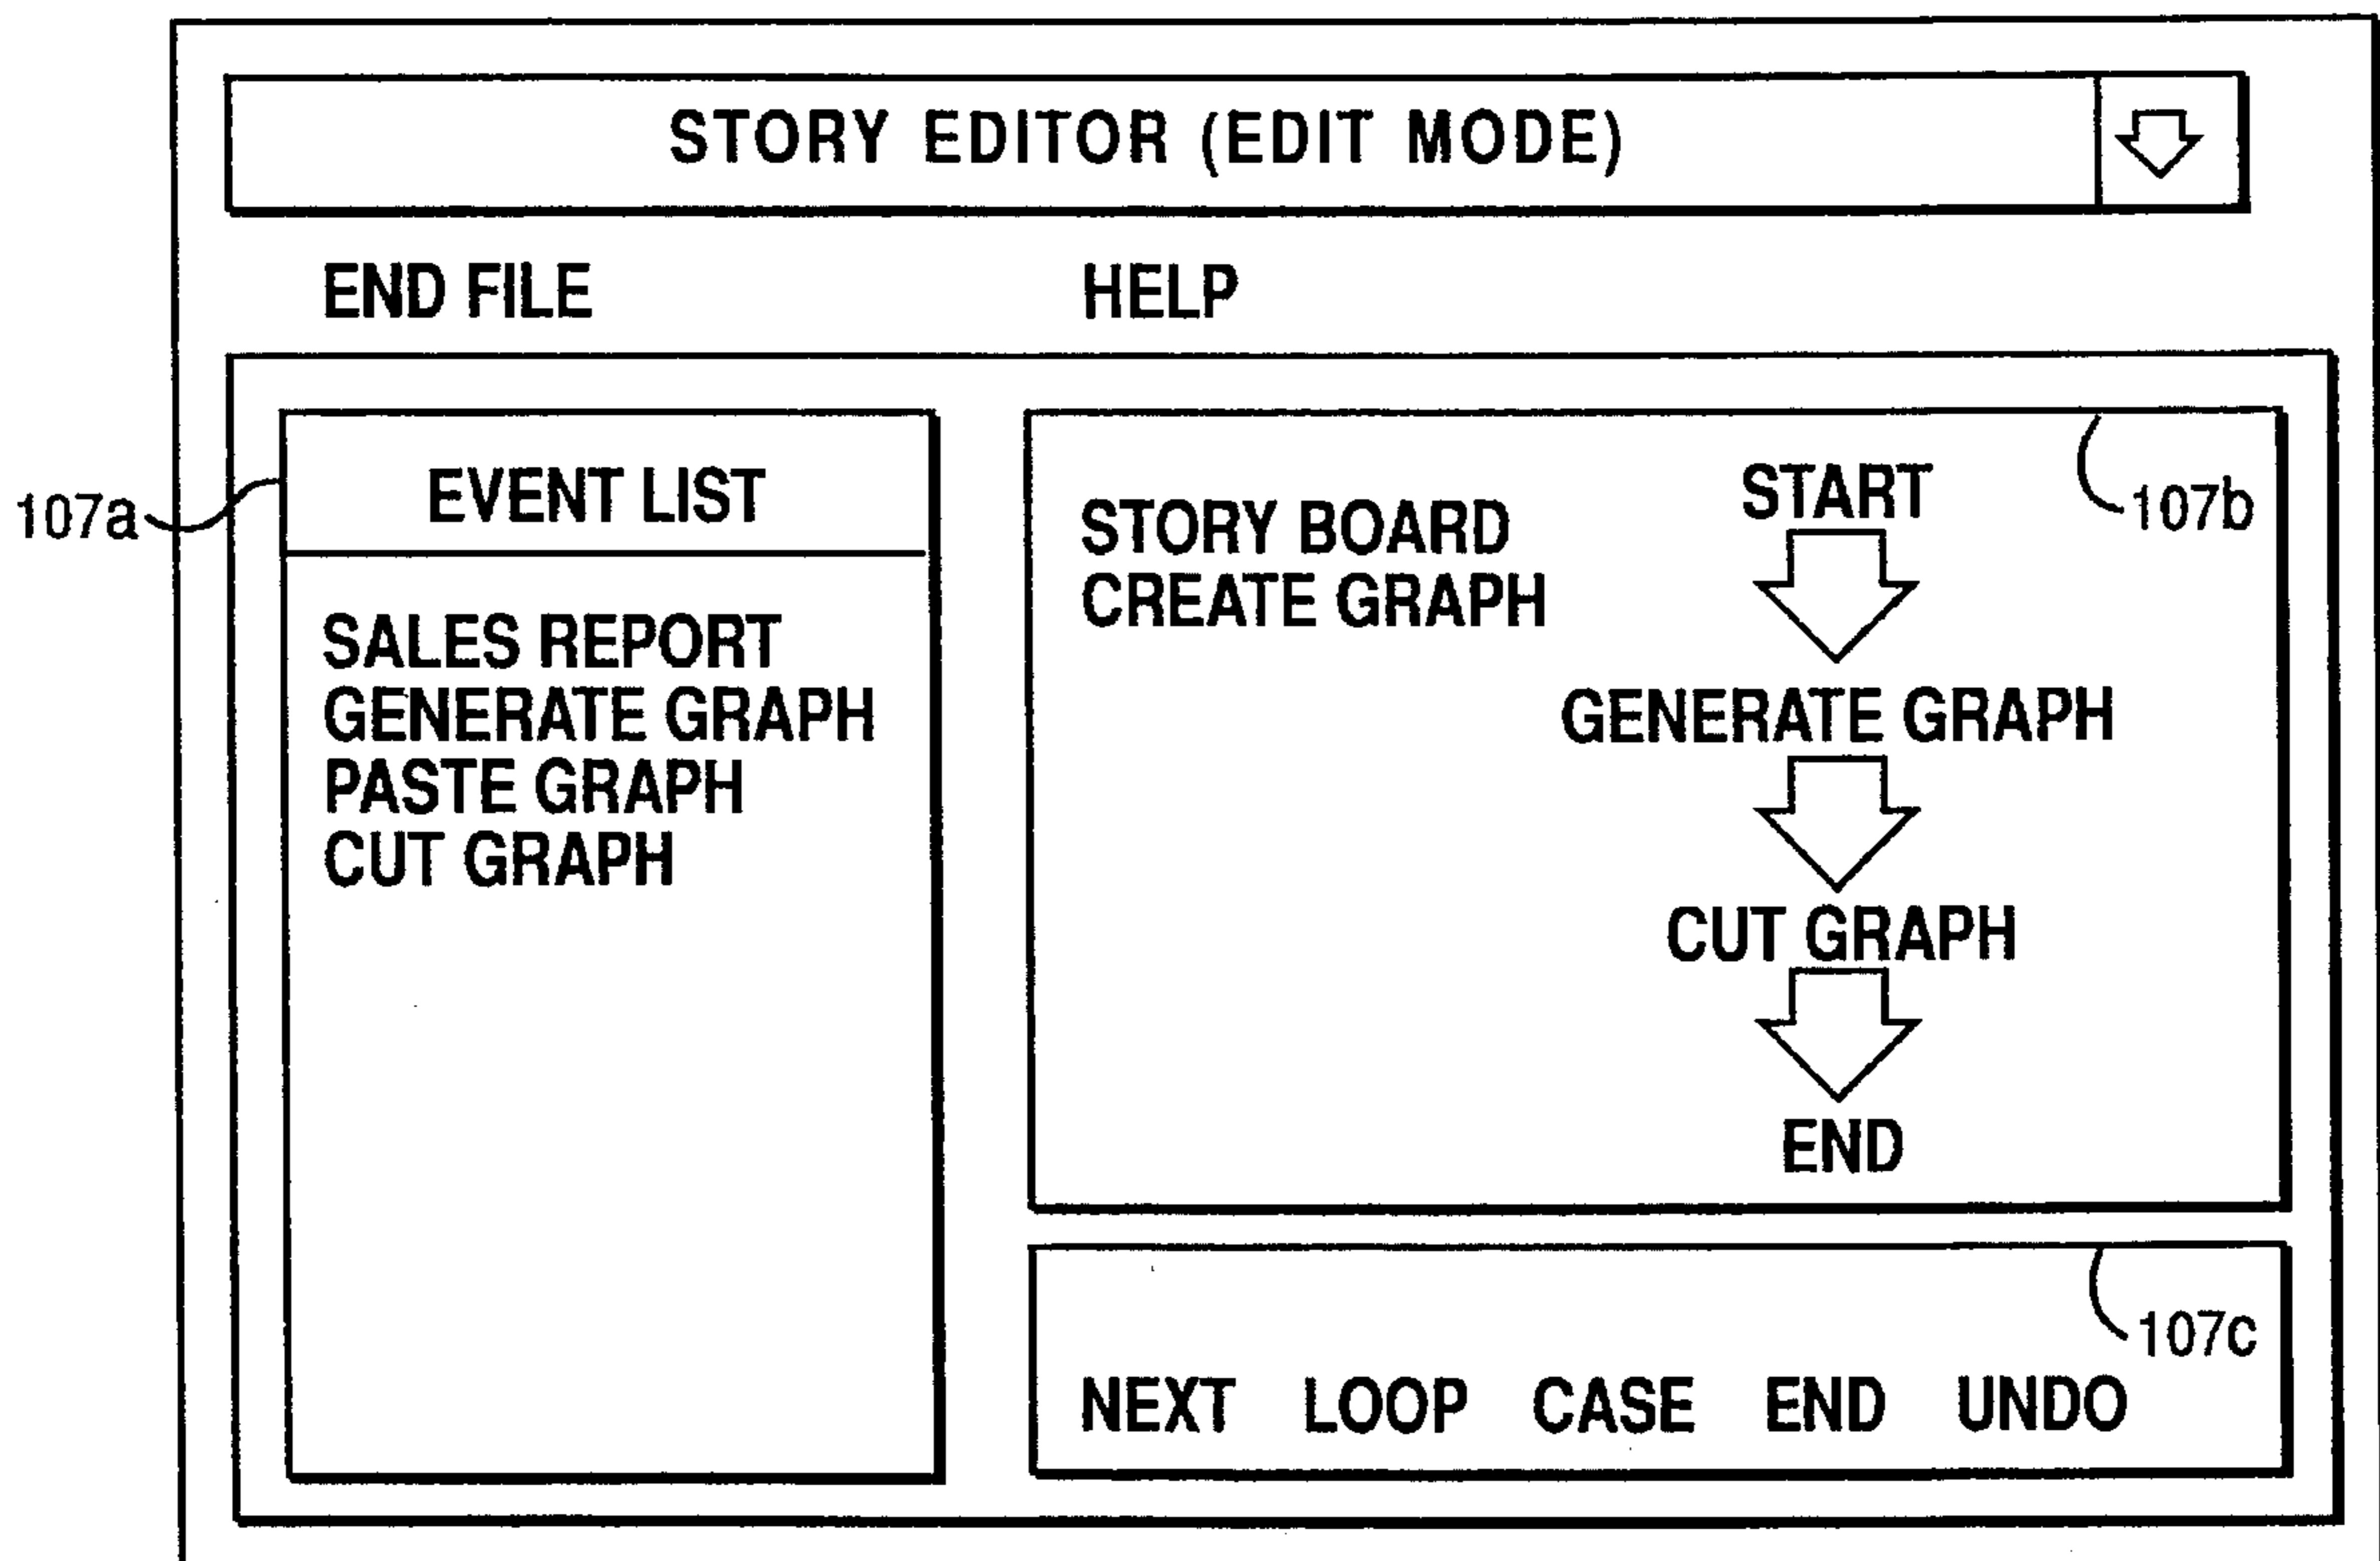 STORY EDITOR (EDIT MODE)
END FILE HELP
107a
EVENT LIST
SALES REPORT
GENERATE GRAPH
PASTE GRAPH
CUT GRAPH
107b
STORY BOARD
CREATE GRAPH
START
GENERATE GRAPH
CUT GRAPH
END
107c
NEXT LOOP CASE END UNDO